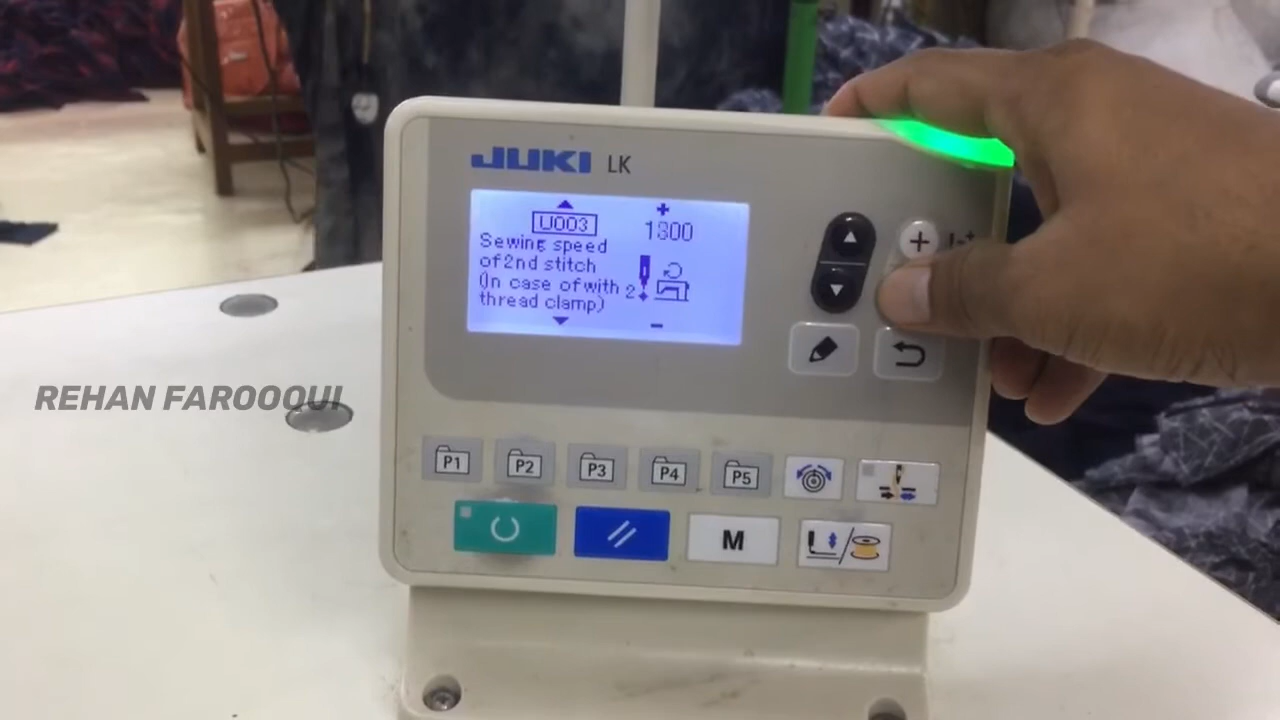 JUKI LK
U003
1800
Sewing speed
of 2nd stitch
(In case of with
thread clamp)
2
REHAN FAROOQUI
P1
P2
P3
P4
P5
M